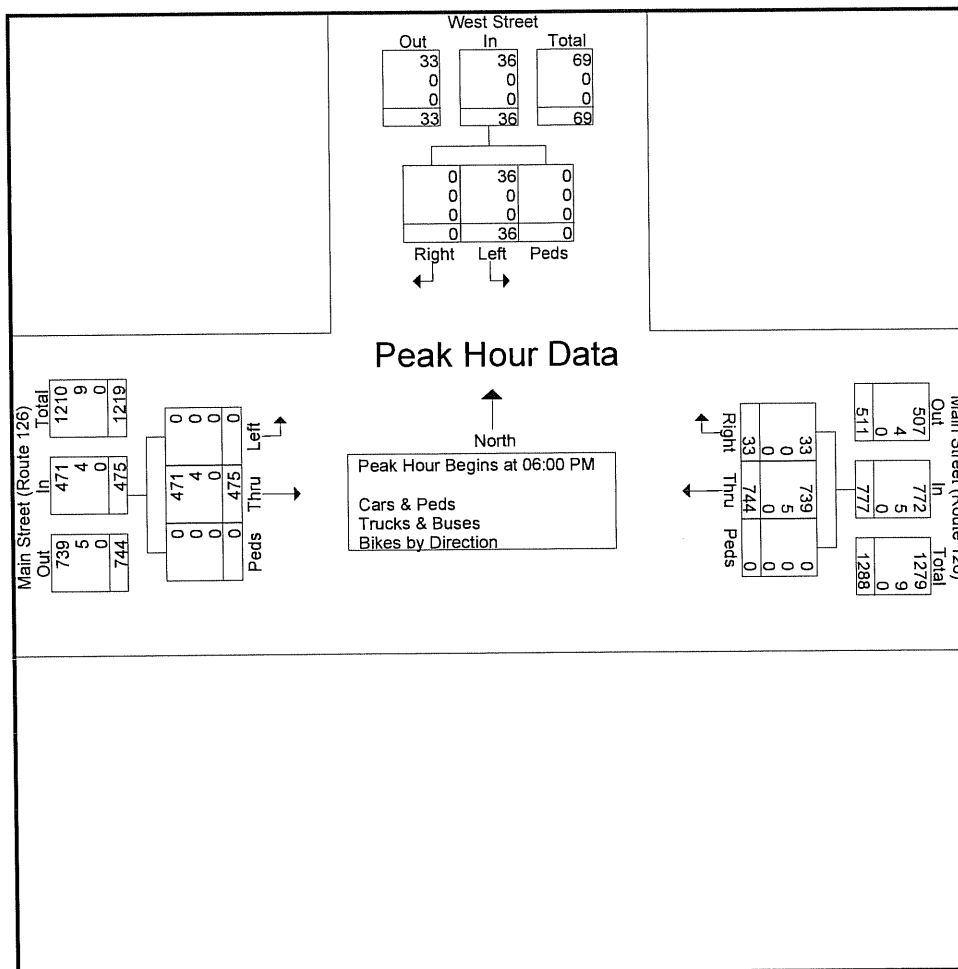 West Street
Out In Total
33 36 69
0 0 0
0 0 0
33 36 69
0 36 0
0 0 0
0 0 0
0 36 0
Right Left Peds
Peak Hour Data
North
Peak Hour Begins at 06:00 PM
Cars & Peds
Trucks & Buses
Bikes by Direction
Main Street (Route 126)
Total In Out
1210 471 739
9 4 5
0 0 0
1219 475 744
Left Thru Peds
0 471 0
0 4 0
0 0 0
0 475 0
Right Thru Peds
33 739 0
0 5 0
0 0 0
33 744 0
Main Street (Route 126)
Out In Total
507 772 1279
4 5 9
0 0 0
511 777 1288